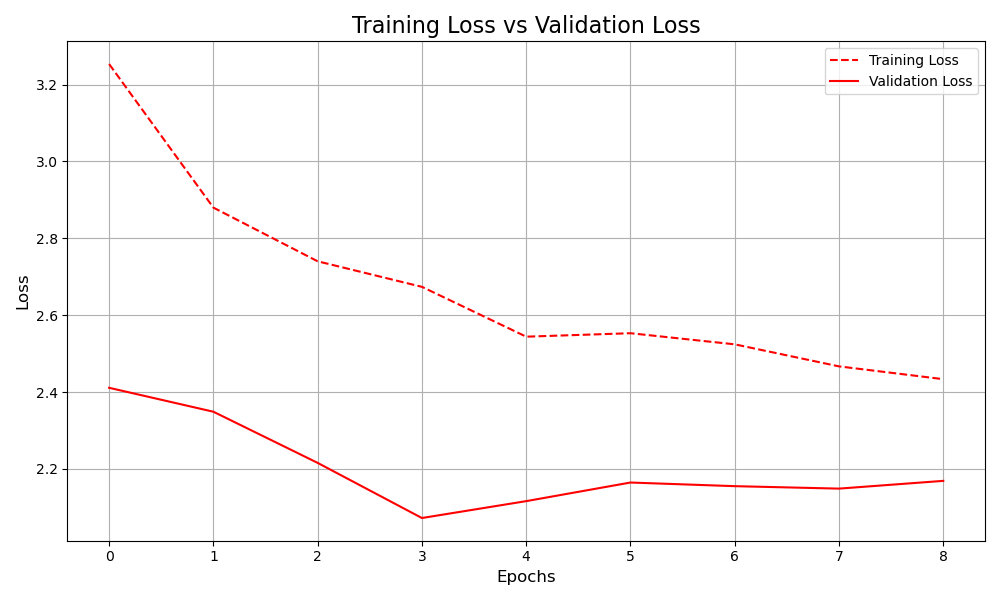 Training Loss vs Validation Loss
Training Loss
Validation Loss
Loss
3.2
3.0
2.8
2.6
2.4
2.2
0 1 2 3 4 5 6 7 8
Epochs